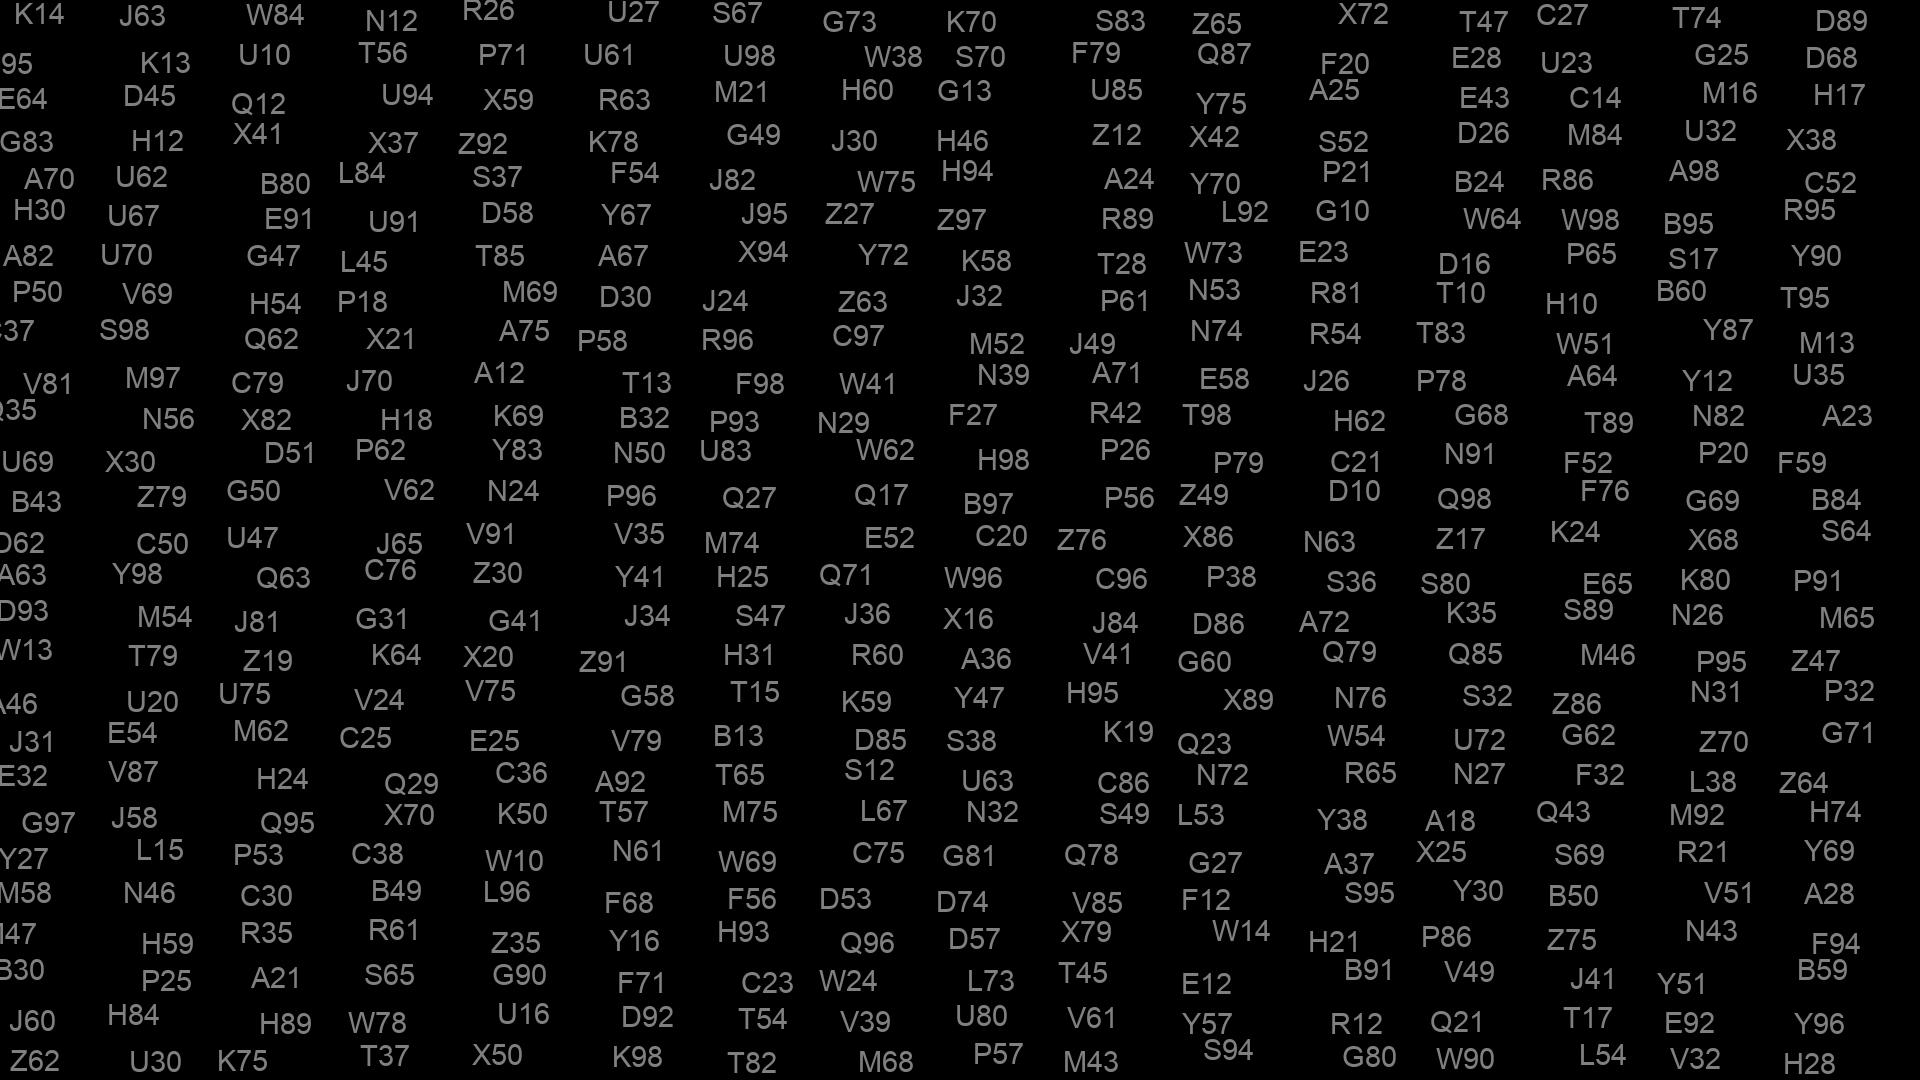 K14 J63 W84 N12 R26 U27 S67 G73 K70 S83 Z65 X72 T47 C27 T74 D89
95 K13 U10 T56 P71 U61 U98 W38 S70 F79 Q87 F20 E28 U23 G25 D68
E64 D45 Q12 U94 X59 R63 M21 H60 G13 U85 Y75 A25 E43 C14 M16 H17
G83 H12 X41 X37 Z92 K78 G49 J30 H46 Z12 X42 S52 D26 M84 U32 X38
A70 U62 B80 L84 S37 F54 J82 W75 H94 A24 Y70 P21 B24 R86 A98 C52
H30 U67 E91 U91 D58 Y67 J95 Z27 Z97 R89 L92 G10 W64 W98 B95 R95
A82 U70 G47 L45 T85 A67 X94 Y72 K58 T28 W73 E23 D16 P65 S17 Y90
P50 V69 H54 P18 M69 D30 J24 Z63 J32 P61 N53 R81 T10 H10 B60 T95
C37 S98 Q62 X21 A75 P58 R96 C97 M52 J49 N74 R54 T83 W51 Y87 M13
V81 M97 C79 J70 A12 T13 F98 W41 N39 A71 E58 J26 P78 A64 Y12 U35
Q35 N56 X82 H18 K69 B32 P93 N29 F27 R42 T98 H62 G68 T89 N82 A23
U69 X30 D51 P62 Y83 N50 U83 W62 H98 P26 P79 C21 N91 F52 P20 F59
B43 Z79 G50 V62 N24 P96 Q27 Q17 B97 P56 Z49 D10 Q98 F76 G69 B84
D62 C50 U47 J65 V91 V35 M74 E52 C20 Z76 X86 N63 Z17 K24 X68 S64
A63 Y98 Q63 C76 Z30 Y41 H25 Q71 W96 C96 P38 S36 S80 E65 K80 P91
D93 M54 J81 G31 G41 J34 S47 J36 X16 J84 D86 A72 K35 S89 N26 M65
W13 T79 Z19 K64 X20 Z91 H31 R60 A36 V41 G60 Q79 Q85 M46 P95 Z47
A46 U20 U75 V24 V75 G58 T15 K59 Y47 H95 X89 N76 S32 Z86 N31 P32
J31 E54 M62 C25 E25 V79 B13 D85 S38 K19 Q23 W54 U72 G62 Z70 G71
E32 V87 H24 Q29 C36 A92 T65 S12 U63 C86 N72 R65 N27 F32 L38 Z64
G97 J58 Q95 X70 K50 T57 M75 L67 N32 S49 L53 Y38 A18 Q43 M92 H74
Y27 L15 P53 C38 W10 N61 W69 C75 G81 Q78 G27 A37 X25 S69 R21 Y69
M58 N46 C30 B49 L96 F68 F56 D53 D74 V85 F12 S95 Y30 B50 V51 A28
47 H59 R35 R61 Z35 Y16 H93 Q96 D57 X79 W14 H21 P86 Z75 N43 F94
B30 P25 A21 S65 G90 F71 C23 W24 L73 T45 E12 B91 V49 J41 Y51 B59
J60 H84 H89 W78 U16 D92 T54 V39 U80 V61 Y57 R12 Q21 T17 E92 Y96
Z62 U30 K75 T37 X50 K98 T82 M68 P57 M43 S94 G80 W90 L54 V32 H28